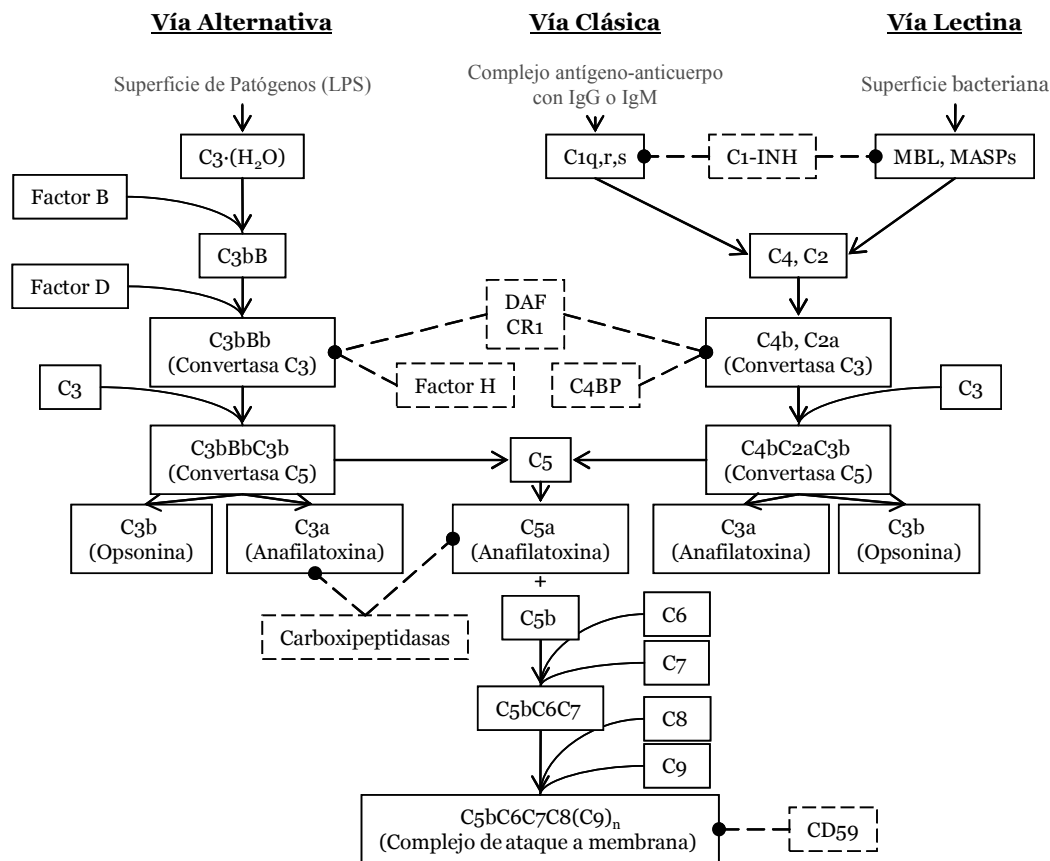 Vía Alternativa
Vía Clásica
Vía Lectina
Superficie de Patógenos (LPS)
Complejo antígeno-anticuerpo
con IgG o IgM
Superficie bacteriana
C3·(H₂O)
C1q,r,s
C1-INH
MBL, MASPs
Factor B
C3bB
C4, C2
Factor D
DAF
CR1
C3bBb
(Convertasa C3)
C4b, C2a
(Convertasa C3)
Factor H
C4BP
C3
C3
C3bBbC3b
(Convertasa C5)
C5
C4bC2aC3b
(Convertasa C5)
C3b
(Opsonina)
C3a
(Anafilatoxina)
C5a
(Anafilatoxina)
C3a
(Anafilatoxina)
C3b
(Opsonina)
+
Carboxipeptidasas
C5b
C6
C7
C5bC6C7
C8
C9
C5bC6C7C8(C9)ₙ
(Complejo de ataque a membrana)
CD59